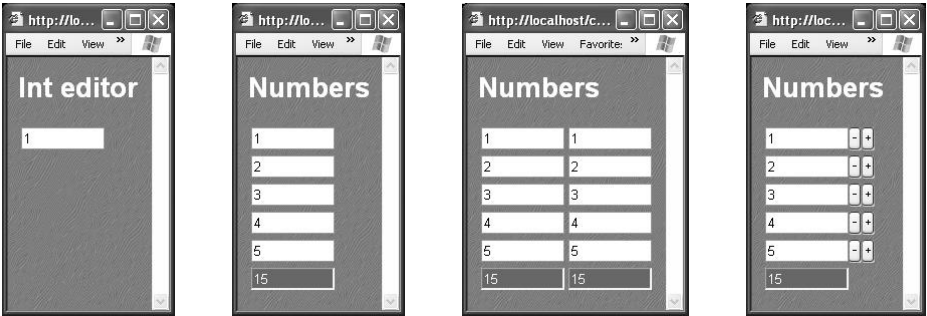 http://lo...
File Edit View »
Int editor
1
http://lo...
File Edit View »
Numbers
1
2
3
4
5
15
http://localhost/c...
File Edit View Favorite: »
Numbers
1 1
2 2
3 3
4 4
5 5
15 15
http://loc...
File Edit View »
Numbers
1 - +
2 - +
3 - +
4 - +
5 - +
15